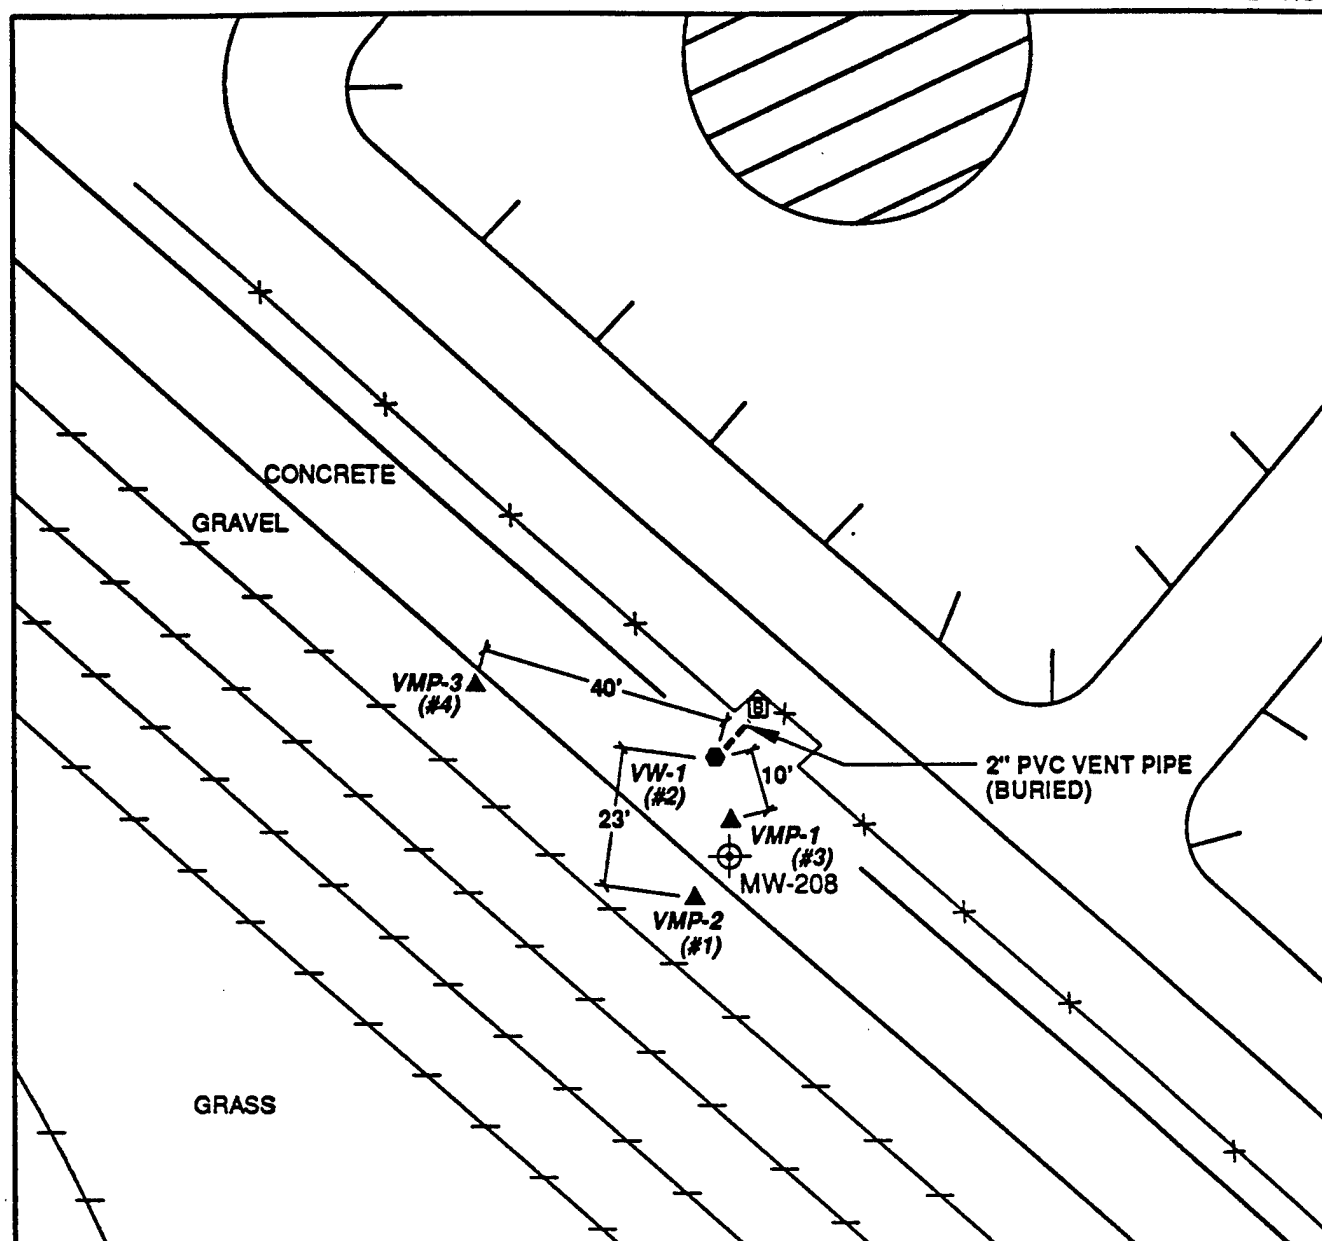 CONCRETE
GRAVEL
VMP-3
(#4)
40'
B
2" PVC VENT PIPE
(BURIED)
VW-1
(#2)
10'
23'
VMP-1
(#3)
MW-208
VMP-2
(#1)
GRASS